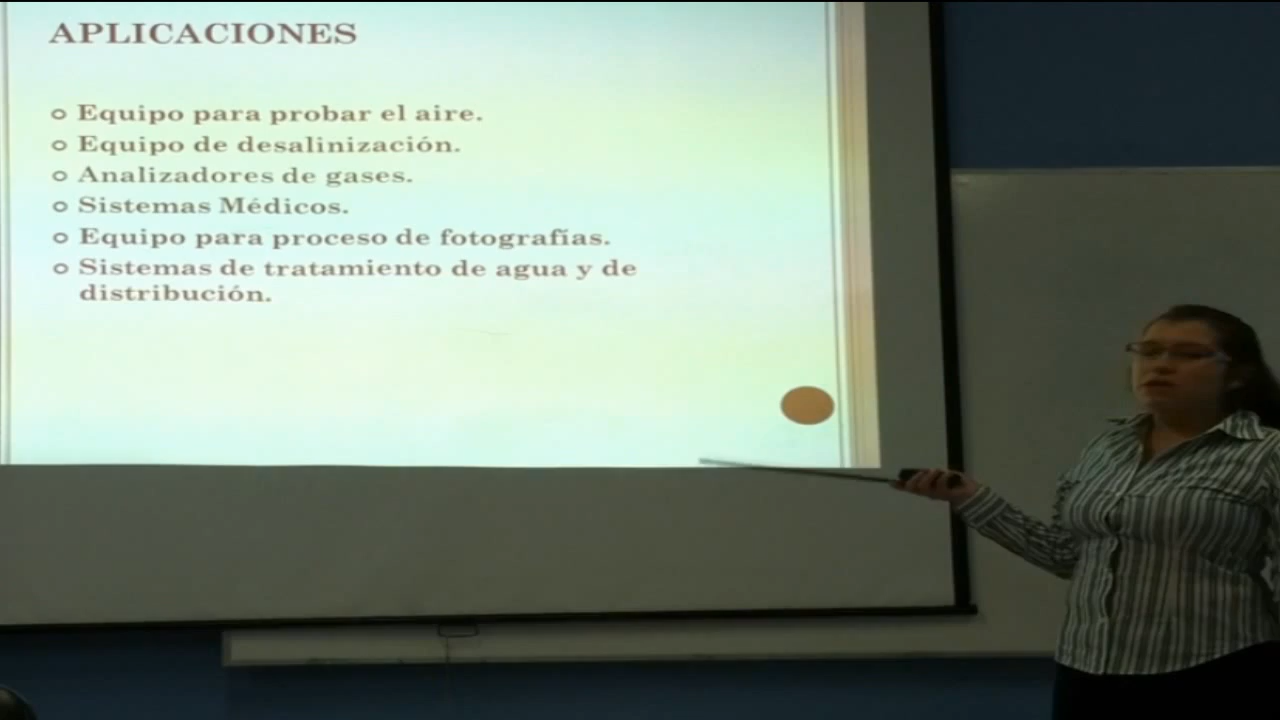 APLICACIONES
Equipo para probar el aire.
Equipo de desalinización.
Analizadores de gases.
Sistemas Médicos.
Equipo para proceso de fotografías.
Sistemas de tratamiento de agua y de
distribución.